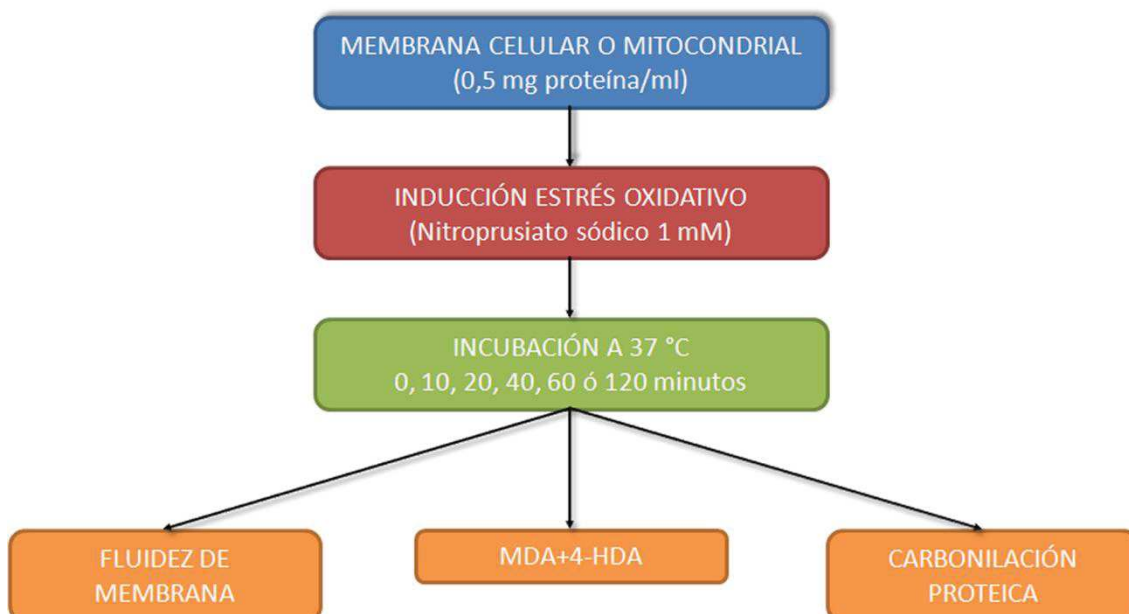 MEMBRANA CELULAR O MITOCONDRIAL
(0,5 mg proteína/ml)
INDUCCIÓN ESTRÉS OXIDATIVO
(Nitroprusiato sódico 1 mM)
INCUBACIÓN A 37 °C
0, 10, 20, 40, 60 ó 120 minutos
FLUIDEZ DE
MEMBRANA
MDA+4-HDA
CARBONILACIÓN
PROTEICA